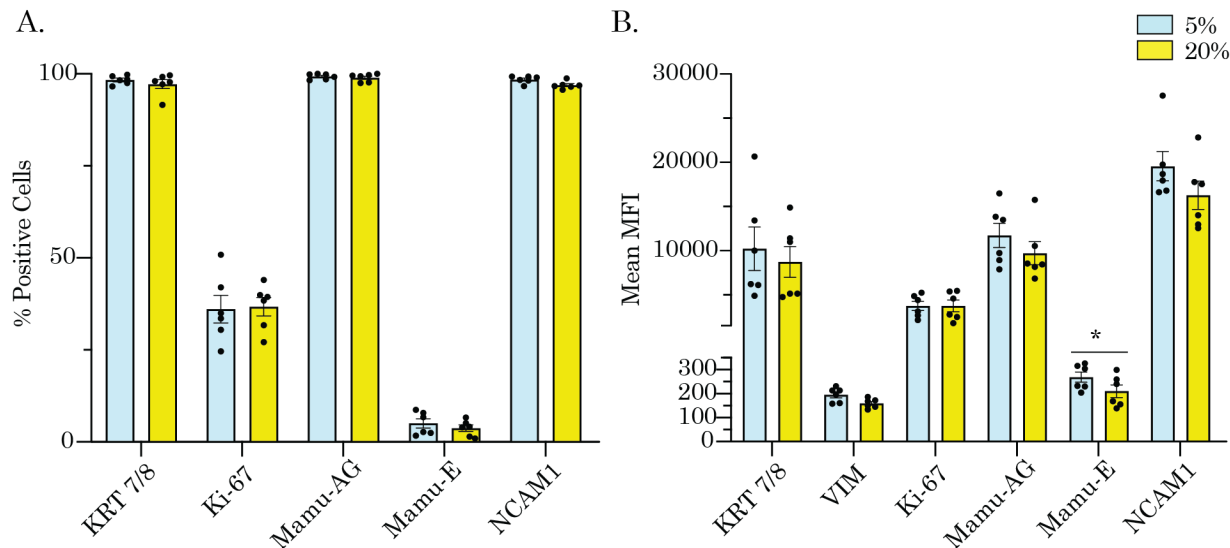 A.
% Positive Cells
100
50
0
KRT 7/8
Ki-67
Mamu-AG
Mamu-E
NCAM1
B.
5%
20%
Mean MFI
30000
20000
10000
300
200
100
0
*
KRT 7/8
VIM
Ki-67
Mamu-AG
Mamu-E
NCAM1